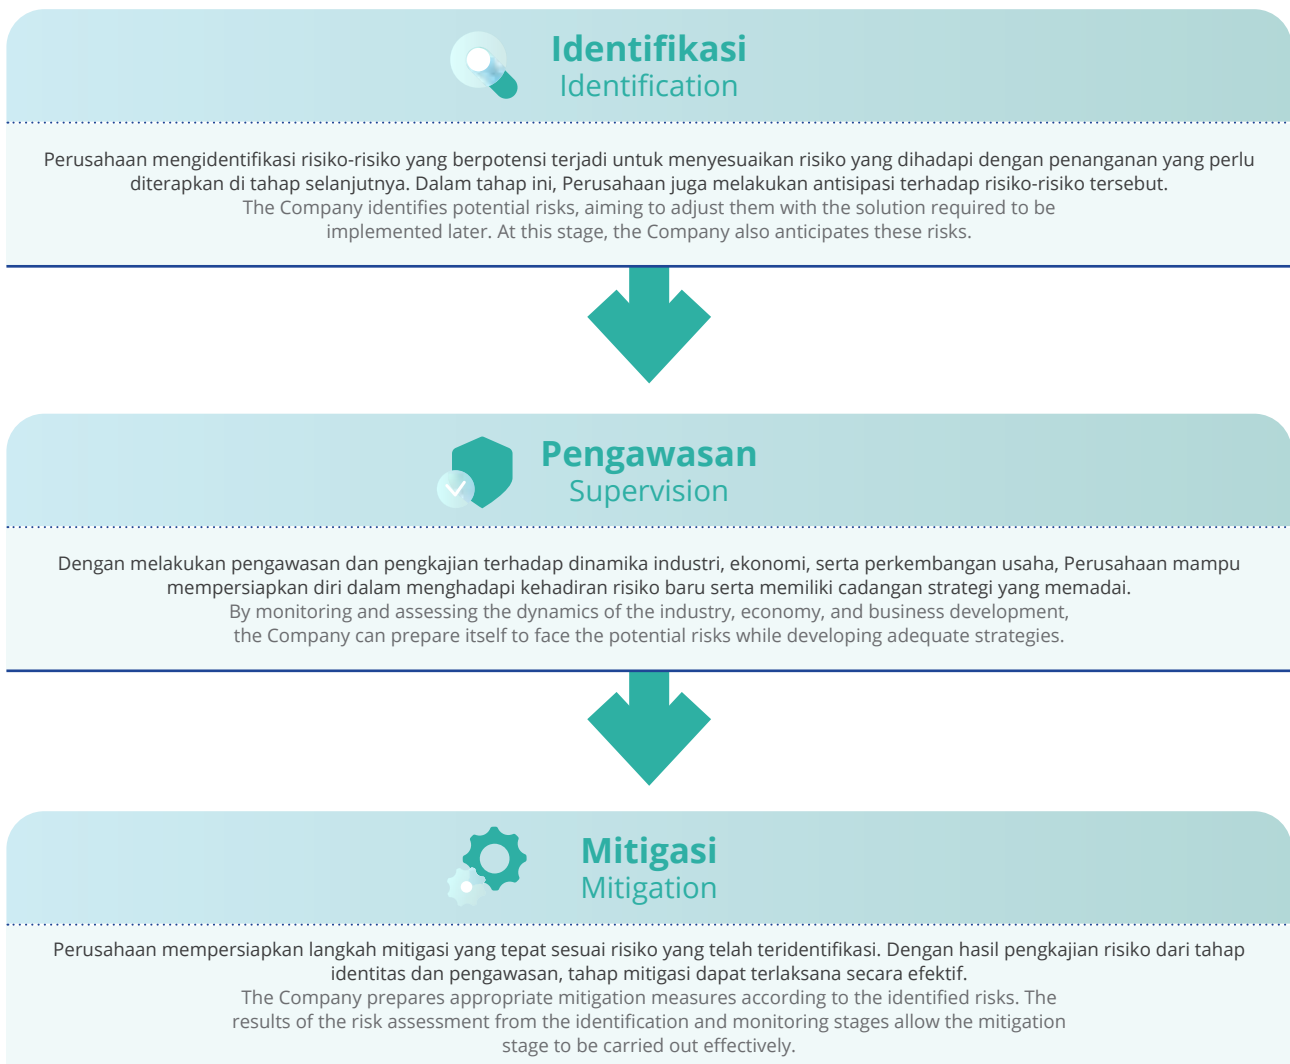 Identifikasi
Identification
Perusahaan mengidentifikasi risiko-risiko yang berpotensi terjadi untuk menyesuaikan risiko yang dihadapi dengan penanganan yang perlu
diterapkan di tahap selanjutnya. Dalam tahap ini, Perusahaan juga melakukan antisipasi terhadap risiko-risiko tersebut.
The Company identifies potential risks, aiming to adjust them with the solution required to be
implemented later. At this stage, the Company also anticipates these risks.
Pengawasan
Supervision
Dengan melakukan pengawasan dan pengkajian terhadap dinamika industri, ekonomi, serta perkembangan usaha, Perusahaan mampu
mempersiapkan diri dalam menghadapi kehadiran risiko baru serta memiliki cadangan strategi yang memadai.
By monitoring and assessing the dynamics of the industry, economy, and business development,
the Company can prepare itself to face the potential risks while developing adequate strategies.
Mitigasi
Mitigation
Perusahaan mempersiapkan langkah mitigasi yang tepat sesuai risiko yang telah teridentifikasi. Dengan hasil pengkajian risiko dari tahap
identitas dan pengawasan, tahap mitigasi dapat terlaksana secara efektif.
The Company prepares appropriate mitigation measures according to the identified risks. The
results of the risk assessment from the identification and monitoring stages allow the mitigation
stage to be carried out effectively.